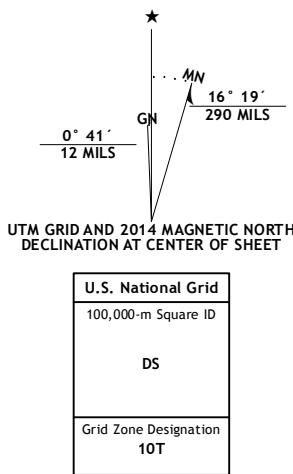 ★
MN
GN
16° 19´
290 MILS
0° 41´
12 MILS
UTM GRID AND 2014 MAGNETIC NORTH
DECLINATION AT CENTER OF SHEET
U.S. National Grid
100,000-m Square ID
DS
Grid Zone Designation
10T